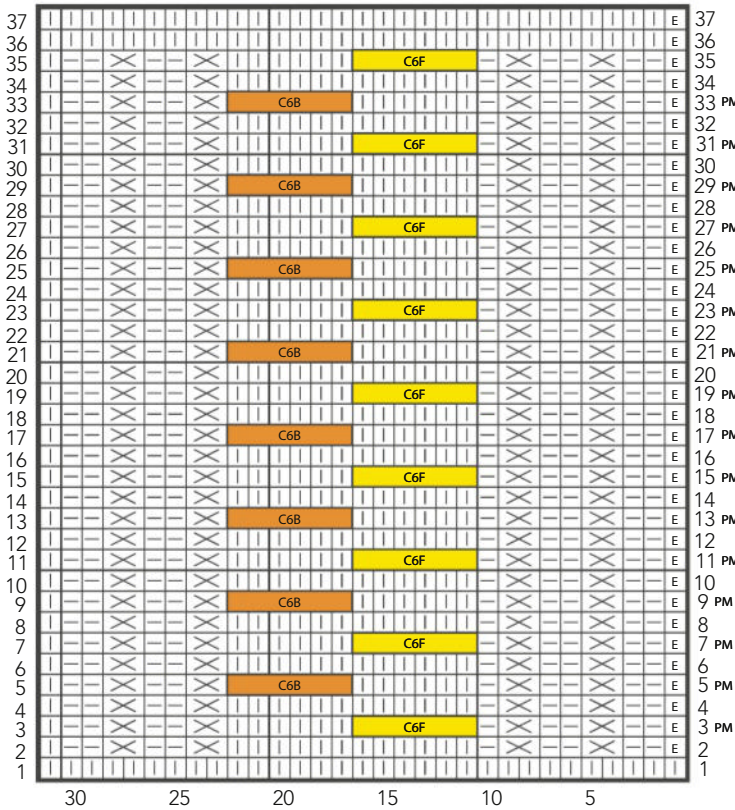 37 E 37
36 E 36
35 C6F E 35
34 E 34
33 C6B E 33 PM
32 E 32
31 C6F E 31 PM
30 E 30
29 C6B E 29 PM
28 E 28
27 C6F E 27 PM
26 E 26
25 C6B E 25 PM
24 E 24
23 C6F E 23 PM
22 E 22
21 C6B E 21 PM
20 E 20
19 C6F E 19 PM
18 E 18
17 C6B E 17 PM
16 E 16
15 C6F E 15 PM
14 E 14
13 C6B E 13 PM
12 E 12
11 C6F E 11 PM
10 E 10
9 C6B E 9 PM
8 E 8
7 C6F E 7 PM
6 E 6
5 C6B E 5 PM
4 E 4
3 C6F E 3 PM
2 E 2
1 1
30 25 20 15 10 5